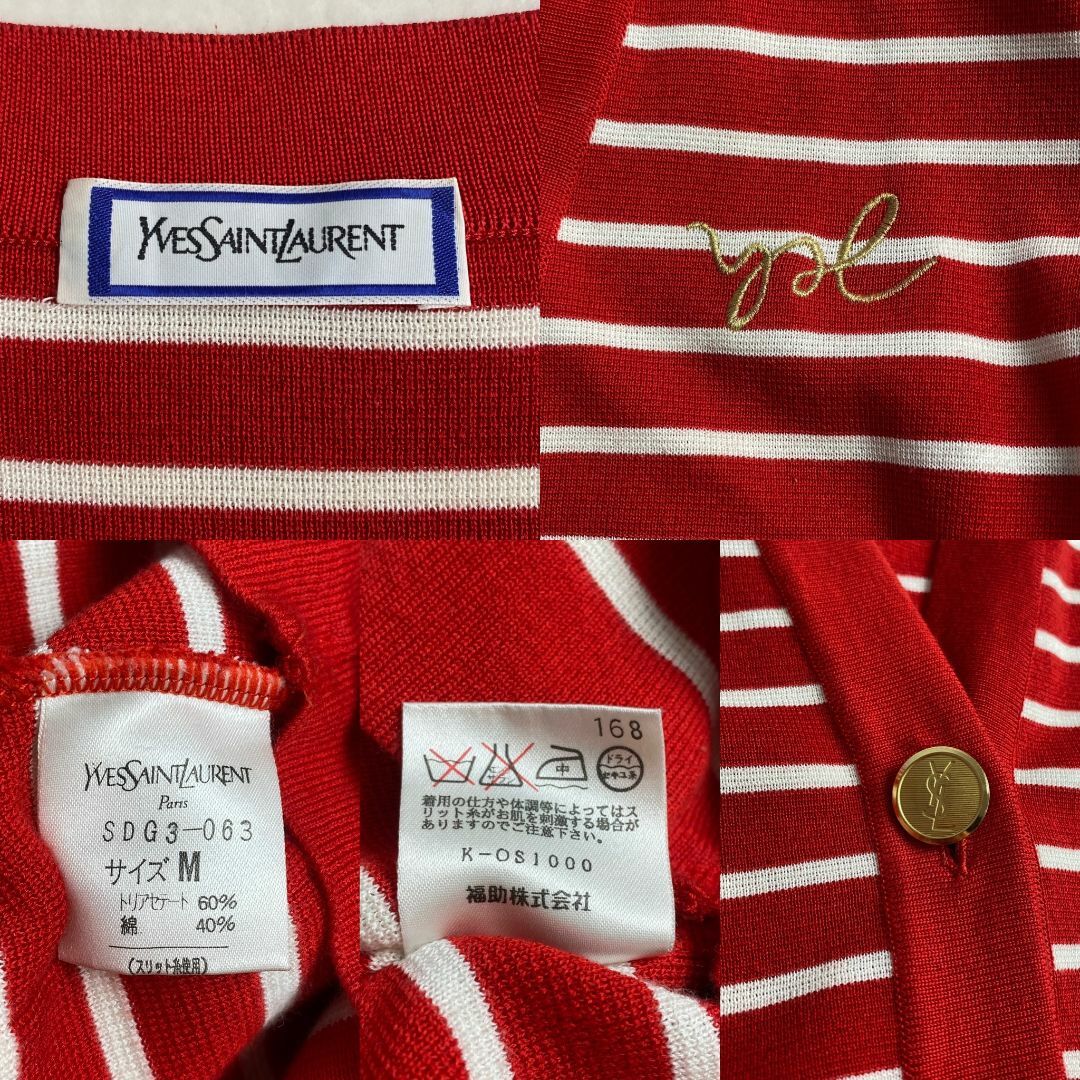 YVESSAINTLAURENT
ysl
YVESSAINTLAURENT
Paris
SDG3-063
サイズ M
トリアセテート 60%
綿 40%
(スリット糸使用)
168
中
ドライ
セキユ系
着用の仕方や体調等によってはス
リット糸がお肌を刺激する場合が
ありますのでご注意下さい。
K-OS1000
福助株式会社
YSL